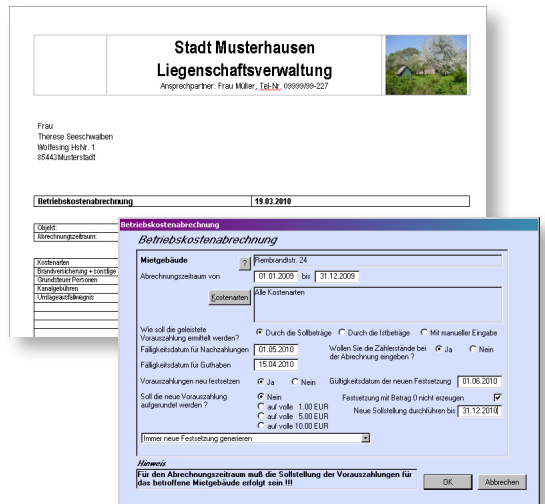 Stadt Musterhausen
Liegenschaftsverwaltung
Ansprechpartner: Frau Müller, Tel-Nr. 09999/99-227
Frau
Therese Seeschwalben
Wolfesing HsNr. 1
85443 Musterstadt
Betriebskostenabrechnung 19.03.2010
Objekt:
Abrechnungszeitraum:
Kostenarten
Brandversicherung + sonstige
Grundsteuer Personen
Kanalgebühren
Umlageausfallwagnis
Betriebskostenabrechnung
Betriebskostenabrechnung
Mietgebäude ? Rembrandtstr. 24
Abrechnungszeitraum von 01.01.2009 bis 31.12.2009
Kostenarten Alle Kostenarten
Wie soll die geleistete Vorauszahlung ermittelt werden? Durch die Sollbeträge Durch die Istbeträge Mit manueller Eingabe
Fälligkeitsdatum für Nachzahlungen 01.05.2010 Wollen Sie die Zählerstände bei der Abrechnung eingeben ? Ja Nein
Fälligkeitsdatum für Guthaben 15.04.2010
Vorauszahlungen neu festsetzen Ja Nein Gültigkeitsdatum der neuen Festsetzung 01.06.2010
Soll die neue Vorauszahlung aufgerundet werden ? Nein Festsetzung mit Betrag 0 nicht erzeugen
auf volle 1.00 EUR Neue Sollstellung durchführen bis 31.12.2010
auf volle 5.00 EUR
auf volle 10.00 EUR
Immer neue Festsetzung generieren
Hinweis
Für den Abrechnungszeitraum muß die Sollstellung der Vorauszahlungen für
das betroffene Mietgebäude erfolgt sein !!!
OK Abbrechen